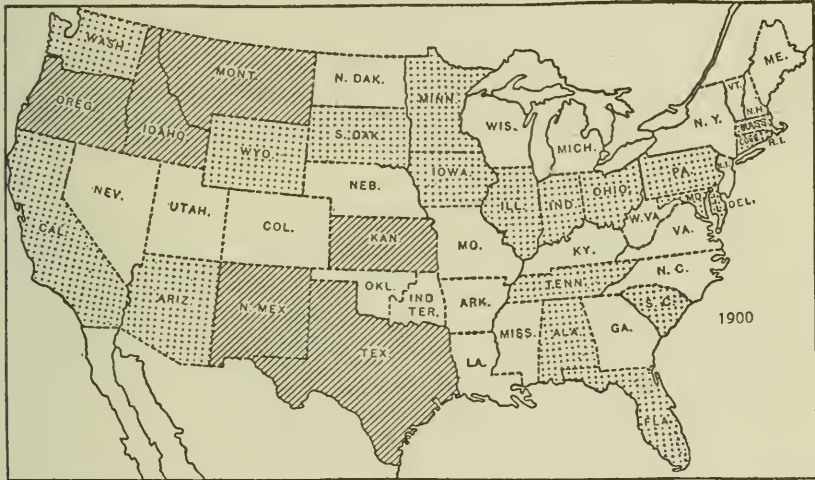 WASH.
MONT.
N. DAK.
MINN.
ME.
VT.
N.H.
OREG.
IDAHO
WIS.
N.Y.
MASS.
R.I.
S. DAK.
WYO.
MICH.
IOWA.
PA.
N.J.
NEB.
NEV.
UTAH.
COL.
ILL.
IND.
OHIO.
MD.
DEL.
W.VA.
VA.
CAL.
KAN.
MO.
KY.
N. C.
TENN.
ARIZ.
N. MEX.
OKL.
IND
TER.
ARK.
S. C.
MISS.
ALA.
GA.
1900
TEX.
LA.
FLA.